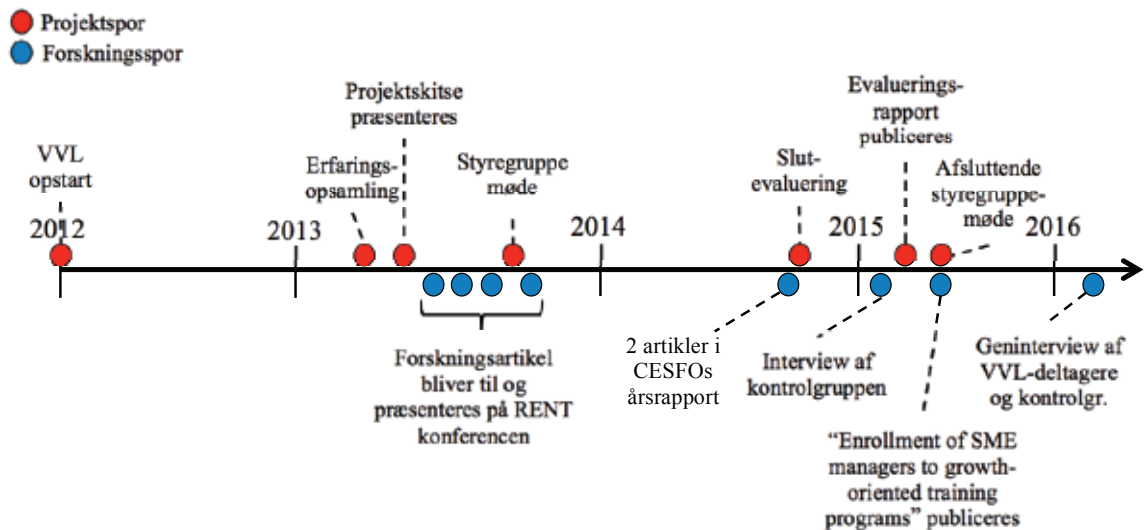 Projektspor
Forskningsspor
VVL
opstart
Erfarings-
opsamling
Projektskitse
præsenteres
Styregruppe
møde
Slut-
evaluering
Evaluerings-
rapport
publiceres
Afsluttende
styregruppe-
møde
2012
2013
2014
2015
2016
Forskningsartikel
bliver til og
præsenteres på RENT
konferencen
2 artikler i
CESFOs
årsrapport
Interview af
kontrolgruppen
“Enrollment of SME
managers to growth-
oriented training
programs” publiceres
Geninterview af
VVL-deltagere
og kontrolgr.